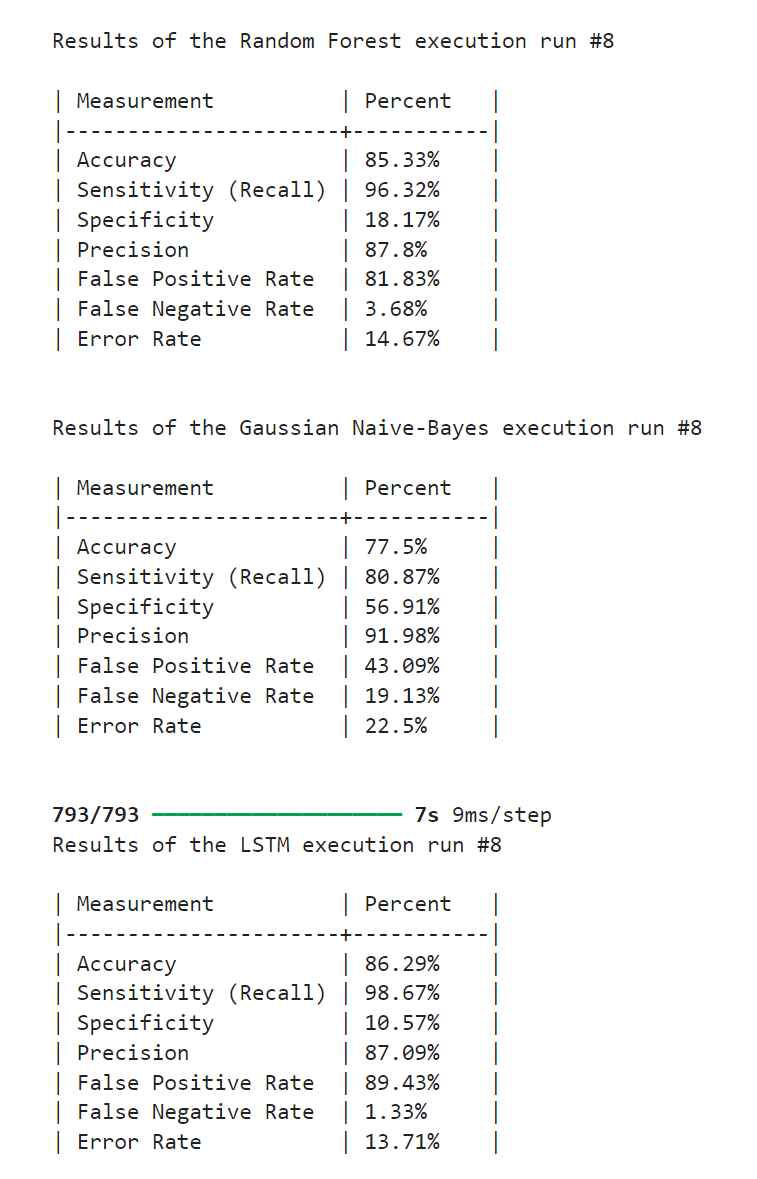 Results of the Random Forest execution run #8
| Measurement | Percent |
|----------------------+-----------|
| Accuracy | 85.33% |
| Sensitivity (Recall) | 96.32% |
| Specificity | 18.17% |
| Precision | 87.8% |
| False Positive Rate | 81.83% |
| False Negative Rate | 3.68% |
| Error Rate | 14.67% |
Results of the Gaussian Naive-Bayes execution run #8
| Measurement | Percent |
|----------------------+-----------|
| Accuracy | 77.5% |
| Sensitivity (Recall) | 80.87% |
| Specificity | 56.91% |
| Precision | 91.98% |
| False Positive Rate | 43.09% |
| False Negative Rate | 19.13% |
| Error Rate | 22.5% |
793/793 ━━━━━━━━━━━━━━━━━━━━ 7s 9ms/step
Results of the LSTM execution run #8
| Measurement | Percent |
|----------------------+-----------|
| Accuracy | 86.29% |
| Sensitivity (Recall) | 98.67% |
| Specificity | 10.57% |
| Precision | 87.09% |
| False Positive Rate | 89.43% |
| False Negative Rate | 1.33% |
| Error Rate | 13.71% |